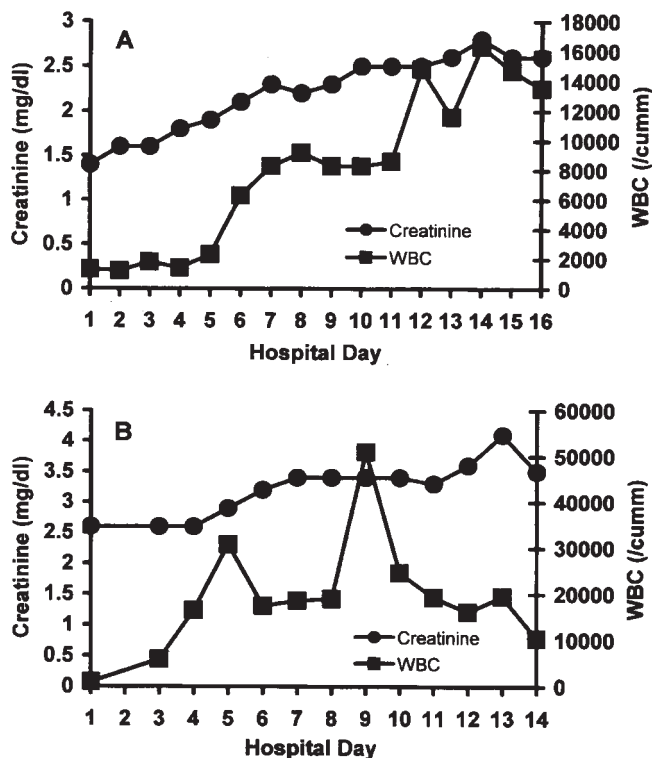 A
Creatinine (mg/dl)
3
2.5
2
1.5
1
0.5
0
18000
16000
14000
12000
10000
8000
6000
4000
2000
0
WBC (/cumm)
Creatinine
WBC
1 2 3 4 5 6 7 8 9 10 11 12 13 14 15 16
Hospital Day
B
Creatinine (mg/dl)
4.5
4
3.5
3
2.5
2
1.5
1
0.5
0
60000
50000
40000
30000
20000
10000
0
WBC (/cumm)
Creatinine
WBC
1 2 3 4 5 6 7 8 9 10 11 12 13 14
Hospital Day